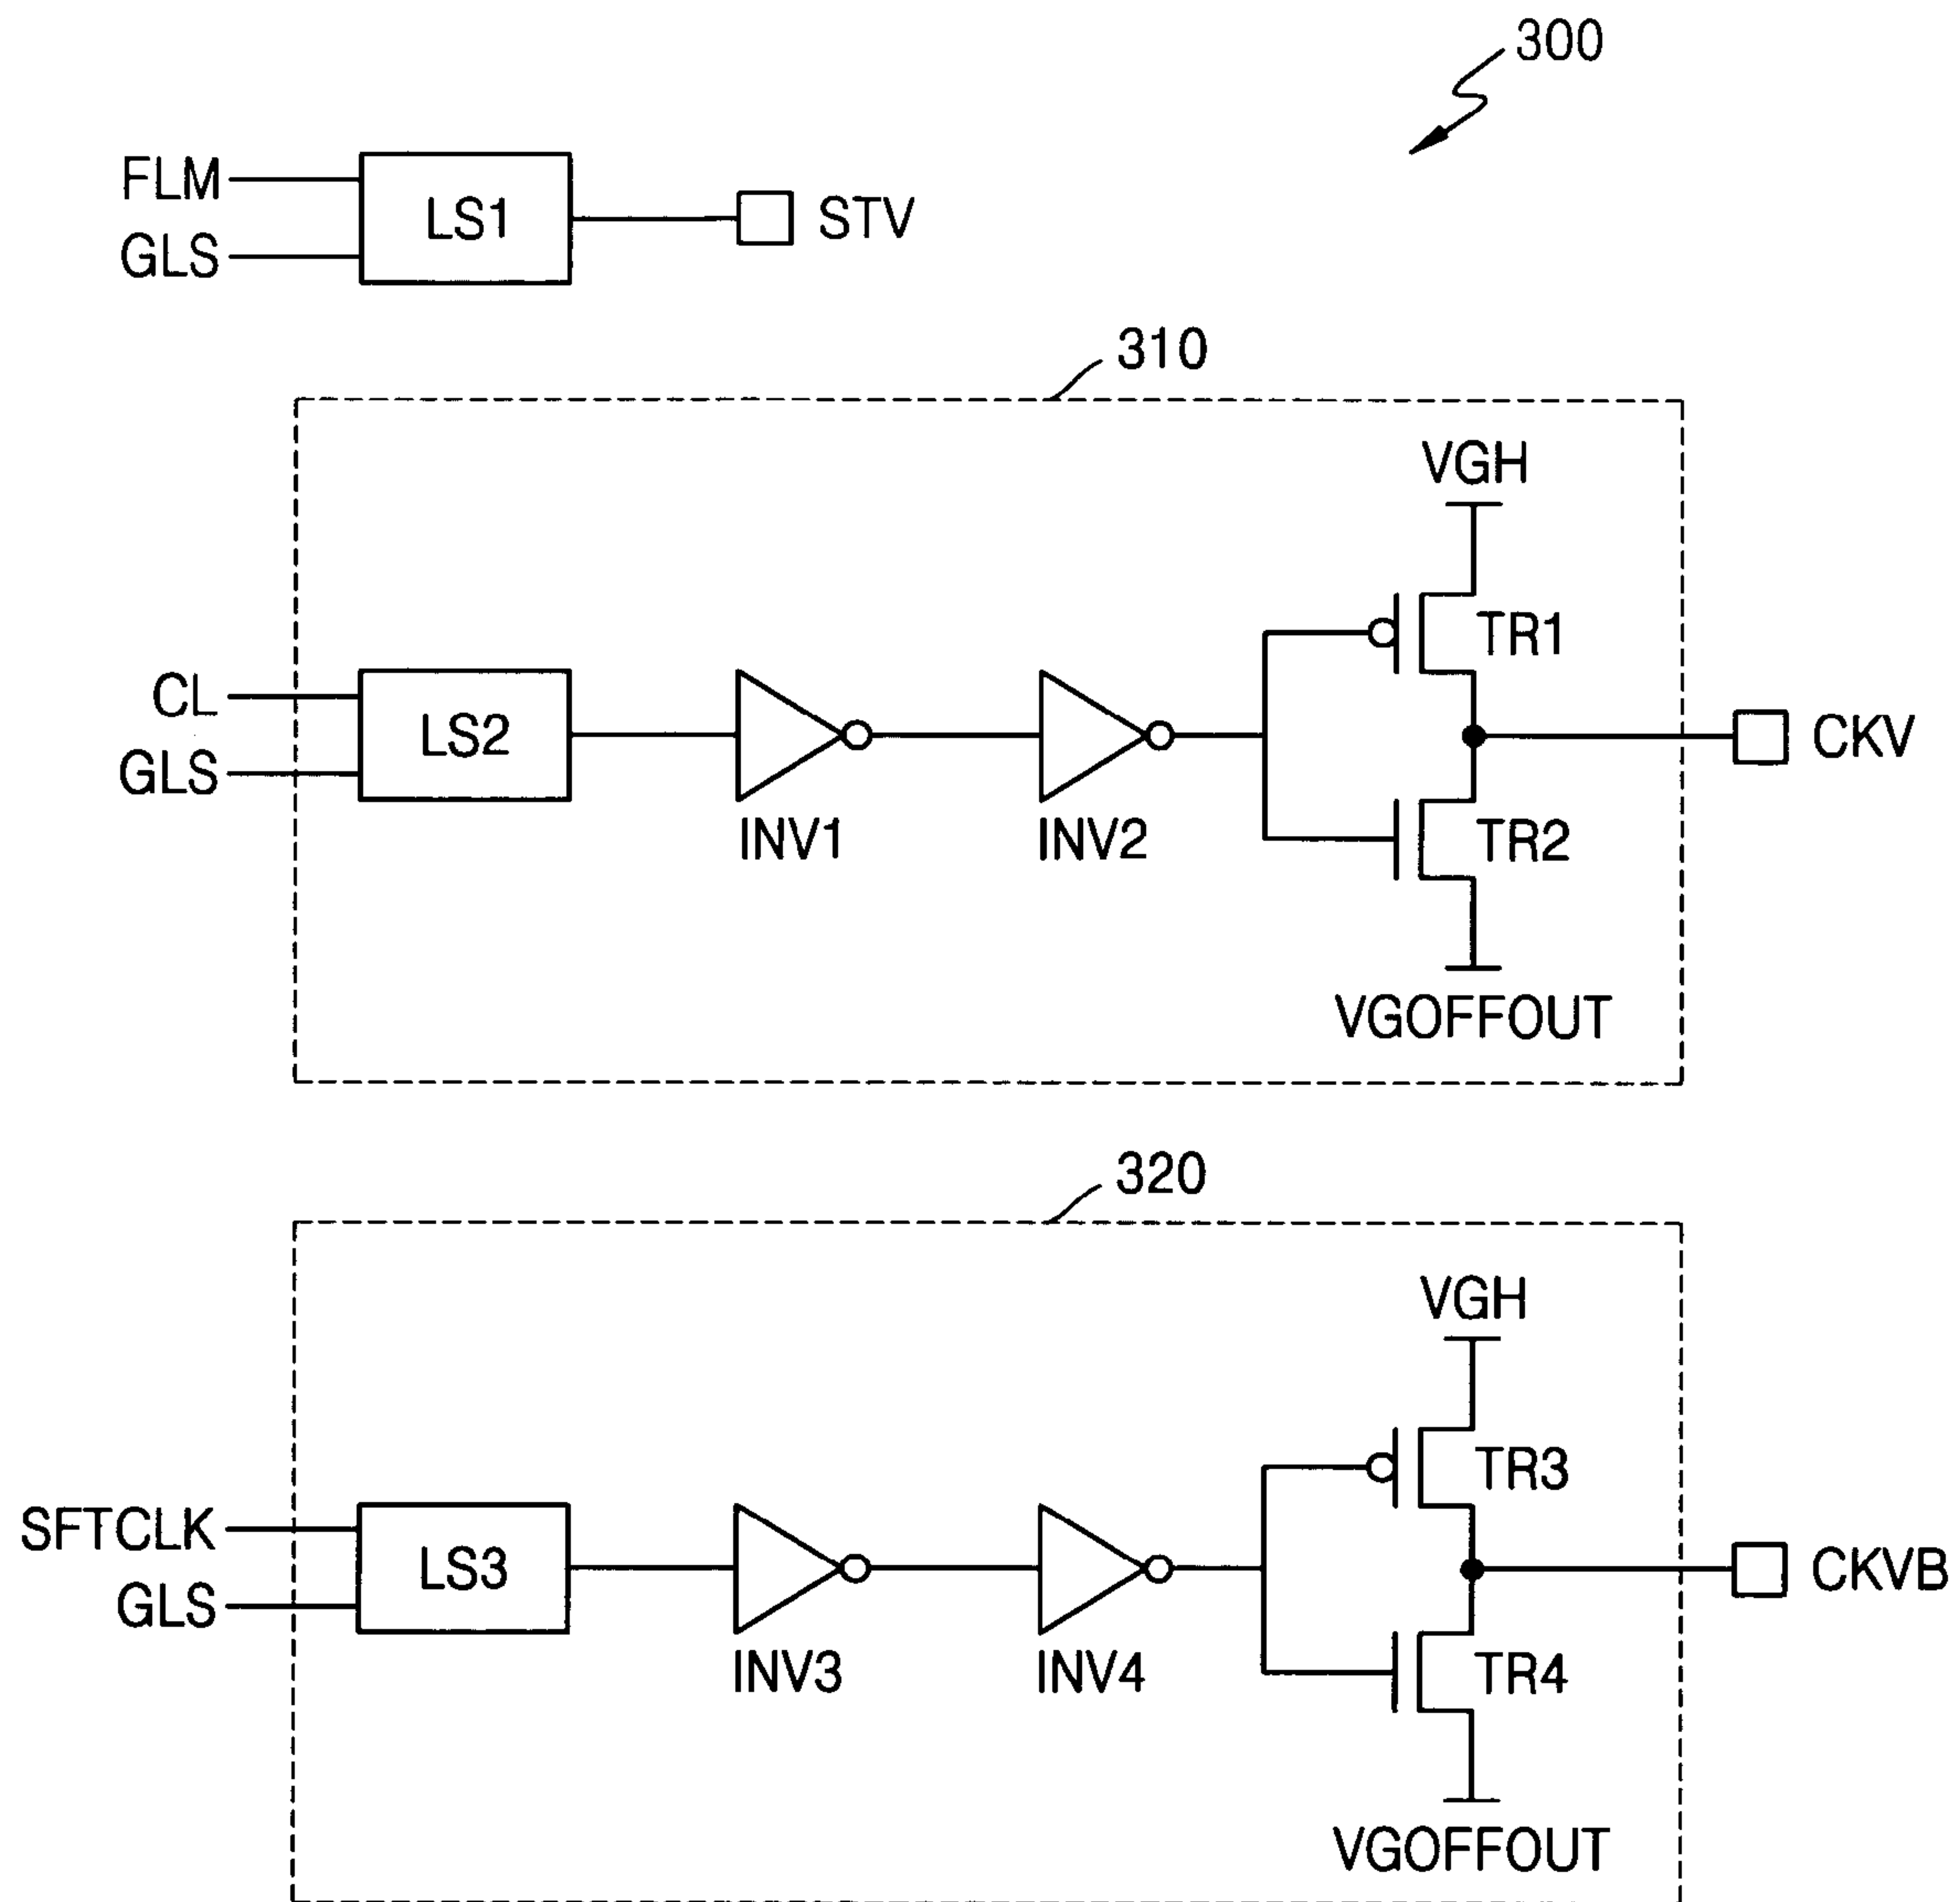 300
FLM
GLS
LS1
STV
310
VGH
TR1
CL
GLS
LS2
INV1
INV2
CKV
TR2
VGOFFOUT
320
VGH
TR3
SFTCLK
GLS
LS3
INV3
INV4
CKVB
TR4
VGOFFOUT